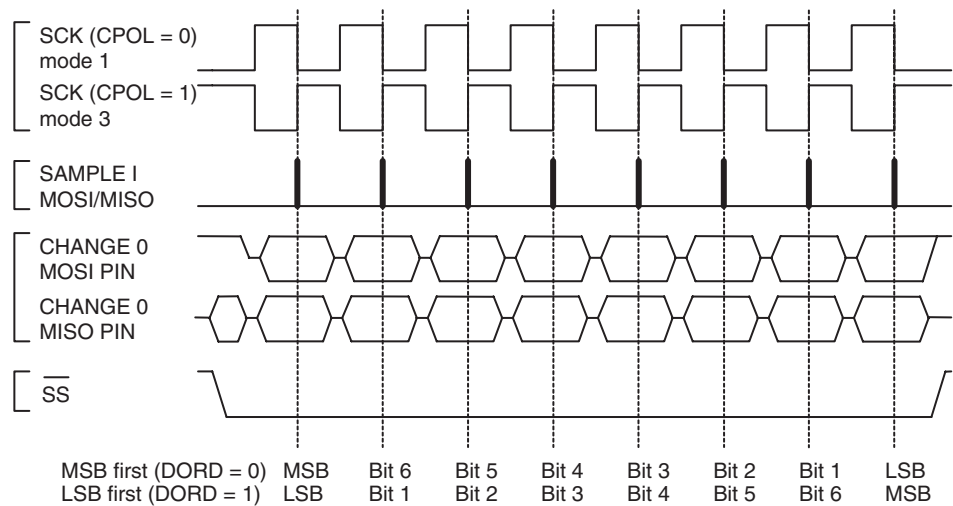 SCK (CPOL = 0)
mode 1
SCK (CPOL = 1)
mode 3
SAMPLE I
MOSI/MISO
CHANGE 0
MOSI PIN
CHANGE 0
MISO PIN
SS
MSB first (DORD = 0) MSB Bit 6 Bit 5 Bit 4 Bit 3 Bit 2 Bit 1 LSB
LSB first (DORD = 1) LSB Bit 1 Bit 2 Bit 3 Bit 4 Bit 5 Bit 6 MSB